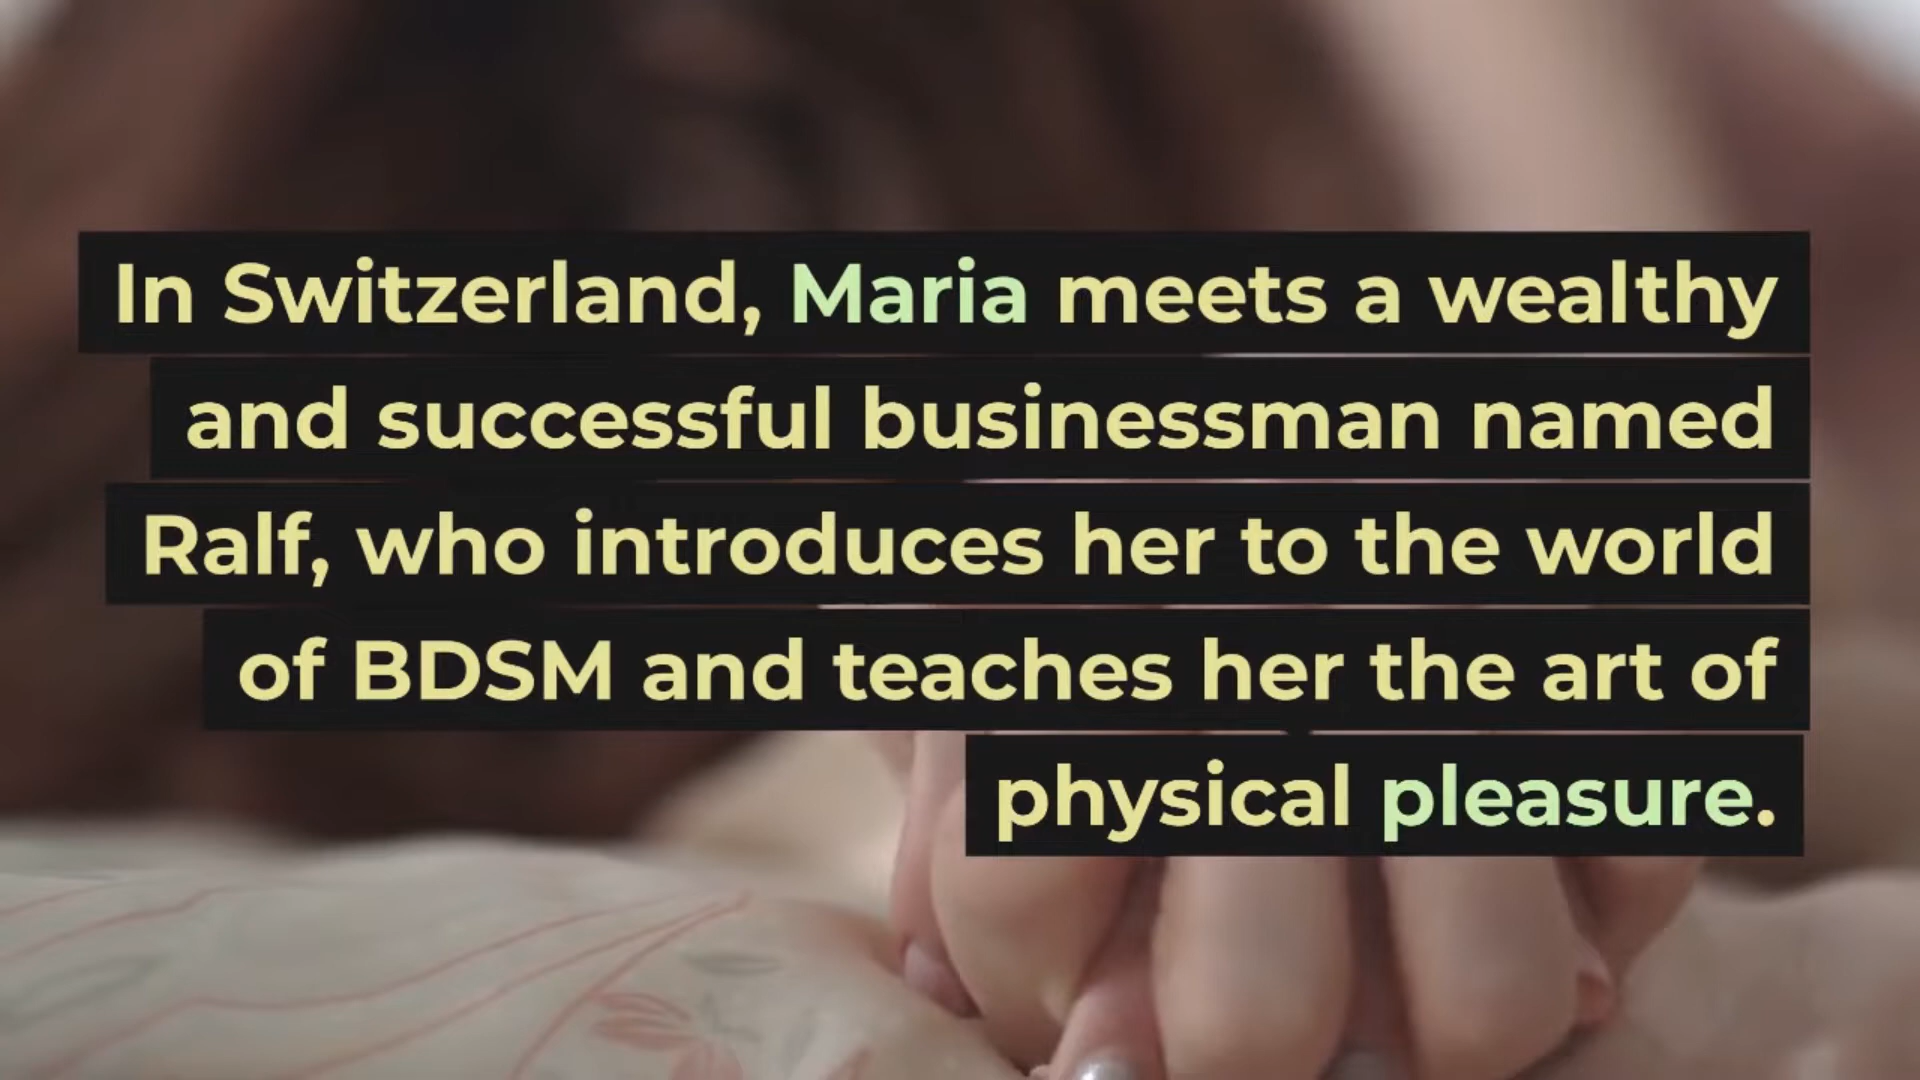 In Switzerland, Maria meets a wealthy
and successful businessman named
Ralf, who introduces her to the world
of BDSM and teaches her the art of
physical pleasure.